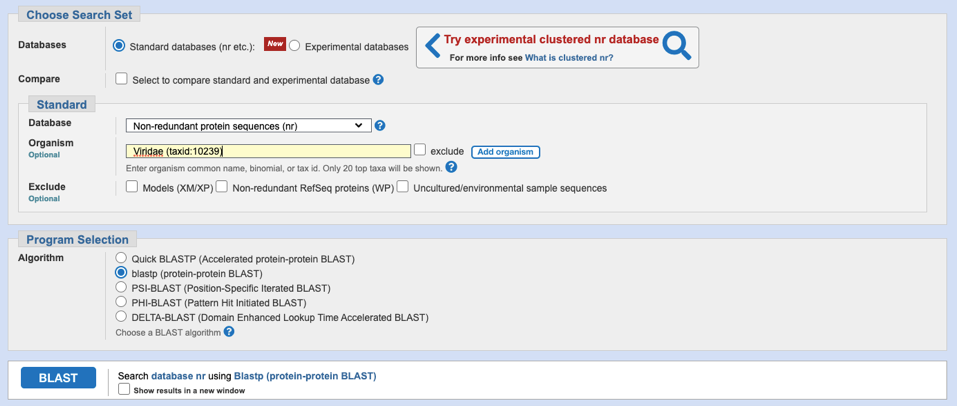 Choose Search Set
Databases
Standard databases (nr etc.):
New
Experimental databases
Try experimental clustered nr database
For more info see What is clustered nr?
Compare
Select to compare standard and experimental database ?
Standard
Database
Non-redundant protein sequences (nr)
?
Organism
Optional
Viridae (taxid:10239)
exclude
Add organism
Enter organism common name, binomial, or tax id. Only 20 top taxa will be shown. ?
Exclude
Optional
Models (XM/XP) Non-redundant RefSeq proteins (WP) Uncultured/environmental sample sequences
Program Selection
Algorithm
Quick BLASTP (Accelerated protein-protein BLAST)
blastp (protein-protein BLAST)
PSI-BLAST (Position-Specific Iterated BLAST)
PHI-BLAST (Pattern Hit Initiated BLAST)
DELTA-BLAST (Domain Enhanced Lookup Time Accelerated BLAST)
Choose a BLAST algorithm ?
BLAST
Search database nr using Blastp (protein-protein BLAST)
Show results in a new window